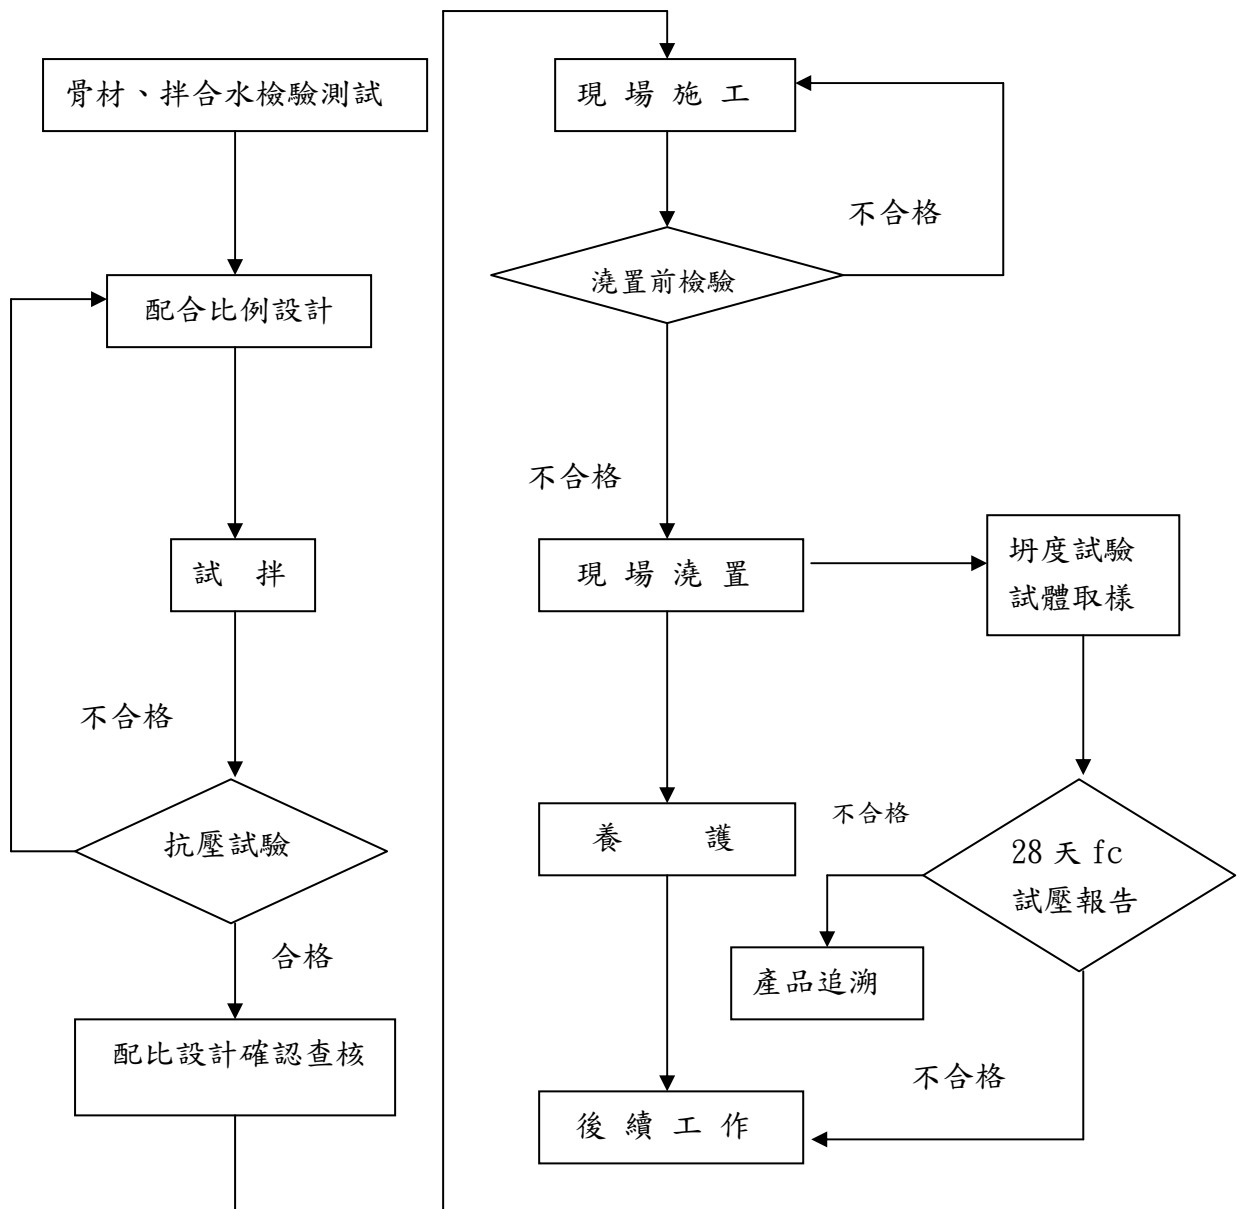 骨材、拌合水檢驗測試
配合比例設計
試 拌
不合格
抗壓試驗
合格
配比設計確認查核
現 場 施 工
不合格
澆置前檢驗
不合格
現 場 澆 置
坍度試驗
試體取樣
養 護
不合格
28 天 fc
試壓報告
產品追溯
不合格
後 續 工 作